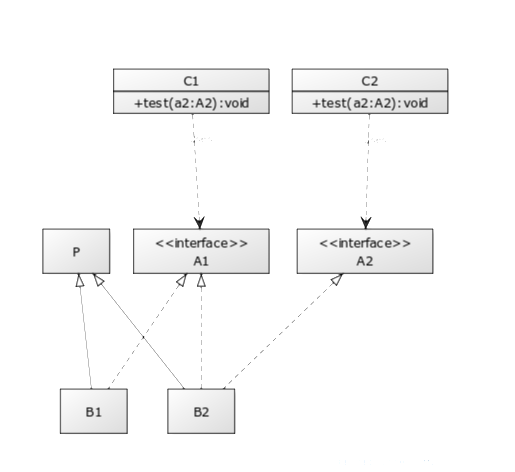 C1
+test(a2:A2):void
C2
+test(a2:A2):void
P
<<interface>>
A1
<<interface>>
A2
B1
B2